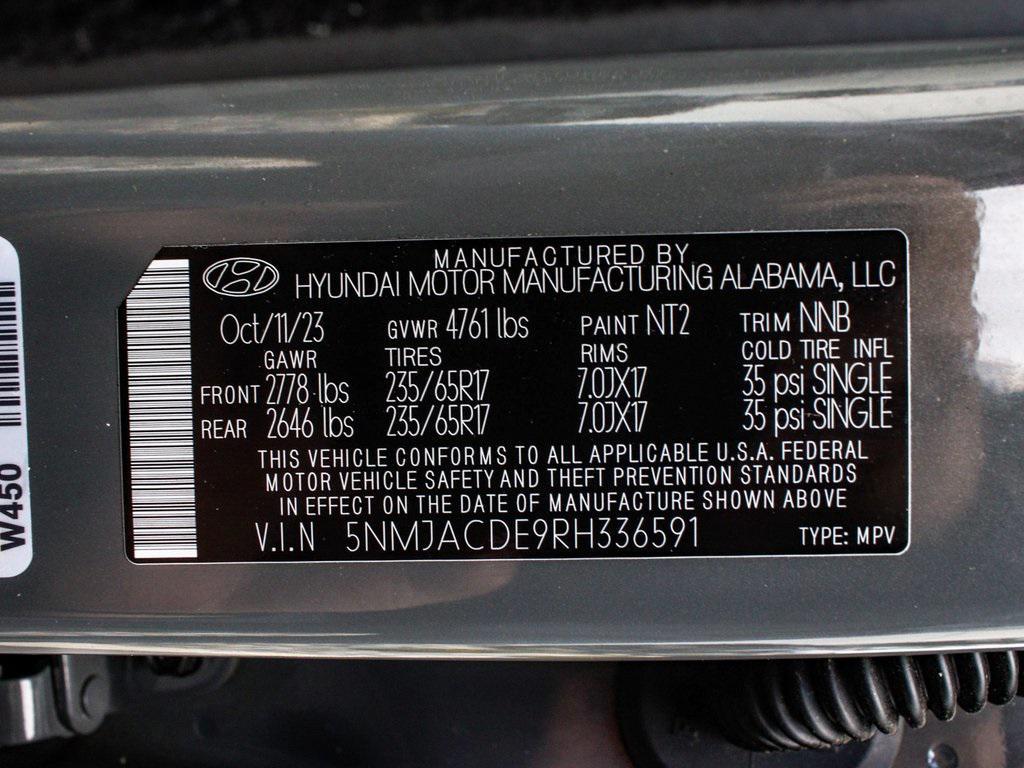 MANUFACTURED BY
HYUNDAI MOTOR MANUFACTURING ALABAMA, LLC
Oct/11/23 GVWR 4761 lbs PAINT NT2 TRIM NNB
GAWR TIRES RIMS COLD TIRE INFL
FRONT 2778 lbs 235/65R17 7.0JX17 35 psi SINGLE
REAR 2646 lbs 235/65R17 7.0JX17 35 psi SINGLE
THIS VEHICLE CONFORMS TO ALL APPLICABLE U.S.A. FEDERAL
MOTOR VEHICLE SAFETY AND THEFT PREVENTION STANDARDS
IN EFFECT ON THE DATE OF MANUFACTURE SHOWN ABOVE
V.I.N 5NMJACDE9RH336591 TYPE: MPV
W450